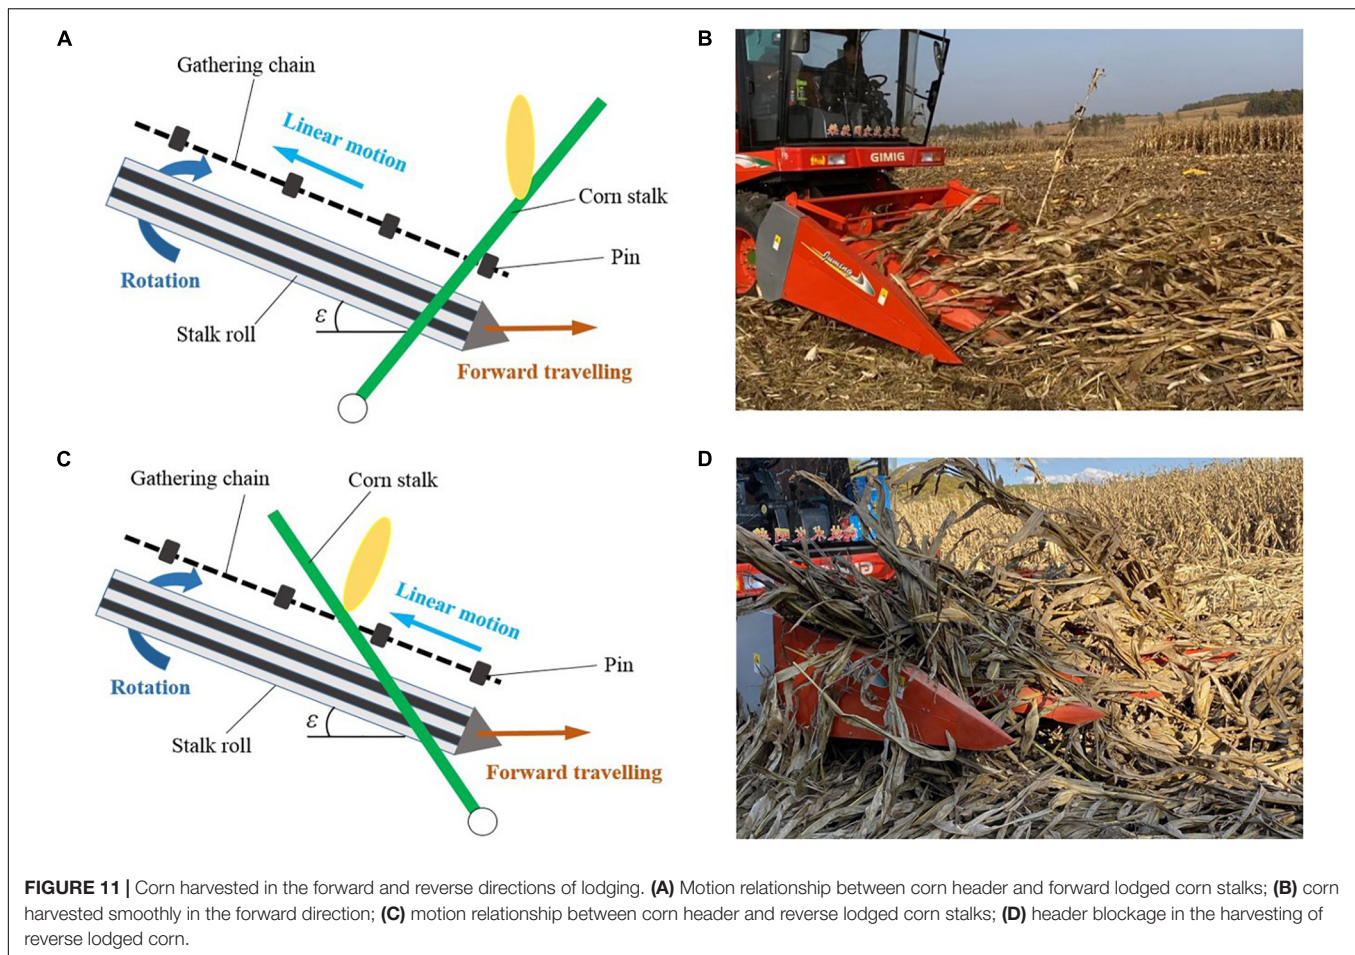 A
Gathering chain
Linear motion
Corn stalk
Pin
Rotation
Stalk roll
ε
Forward travelling
B
GIMIG
Luming
C
Gathering chain
Corn stalk
Linear motion
Pin
Rotation
Stalk roll
ε
Forward travelling
D
FIGURE 11 | Corn harvested in the forward and reverse directions of lodging. (A) Motion relationship between corn header and forward lodged corn stalks; (B) corn
harvested smoothly in the forward direction; (C) motion relationship between corn header and reverse lodged corn stalks; (D) header blockage in the harvesting of
reverse lodged corn.